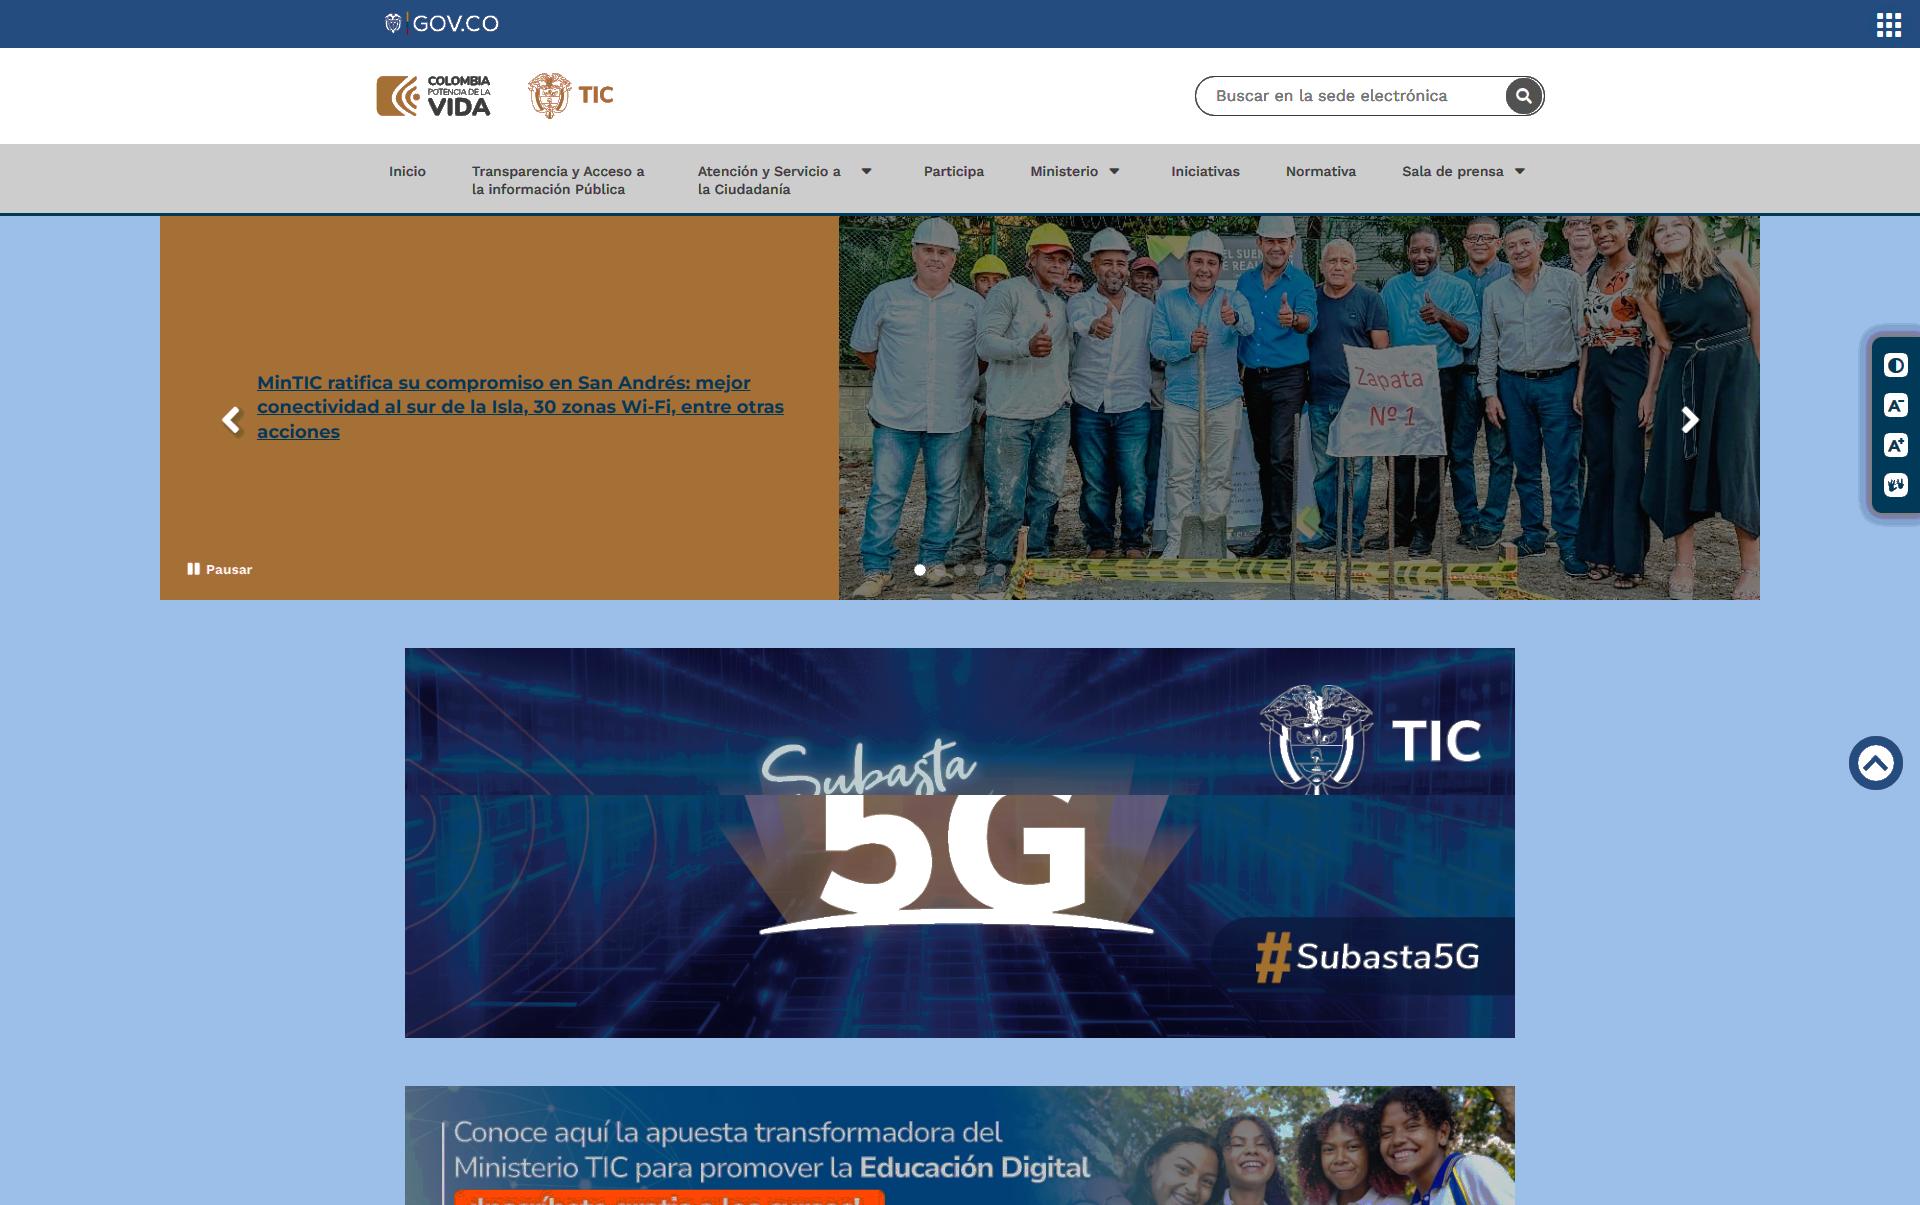 GOV.CO
COLOMBIA
POTENCIA DE LA
VIDA
TIC
Buscar en la sede electrónica
Inicio
Transparencia y Acceso a
la información Pública
Atención y Servicio a
la Ciudadanía
Participa
Ministerio
Iniciativas
Normativa
Sala de prensa
MinTIC ratifica su compromiso en San Andrés: mejor
conectividad al sur de la Isla, 30 zonas Wi-Fi, entre otras
acciones
Zapata
Nº 1
Pausar
A-
A+
Subasta
TIC
5G
#Subasta5G
Conoce aquí la apuesta transformadora del
Ministerio TIC para promover la Educación Digital